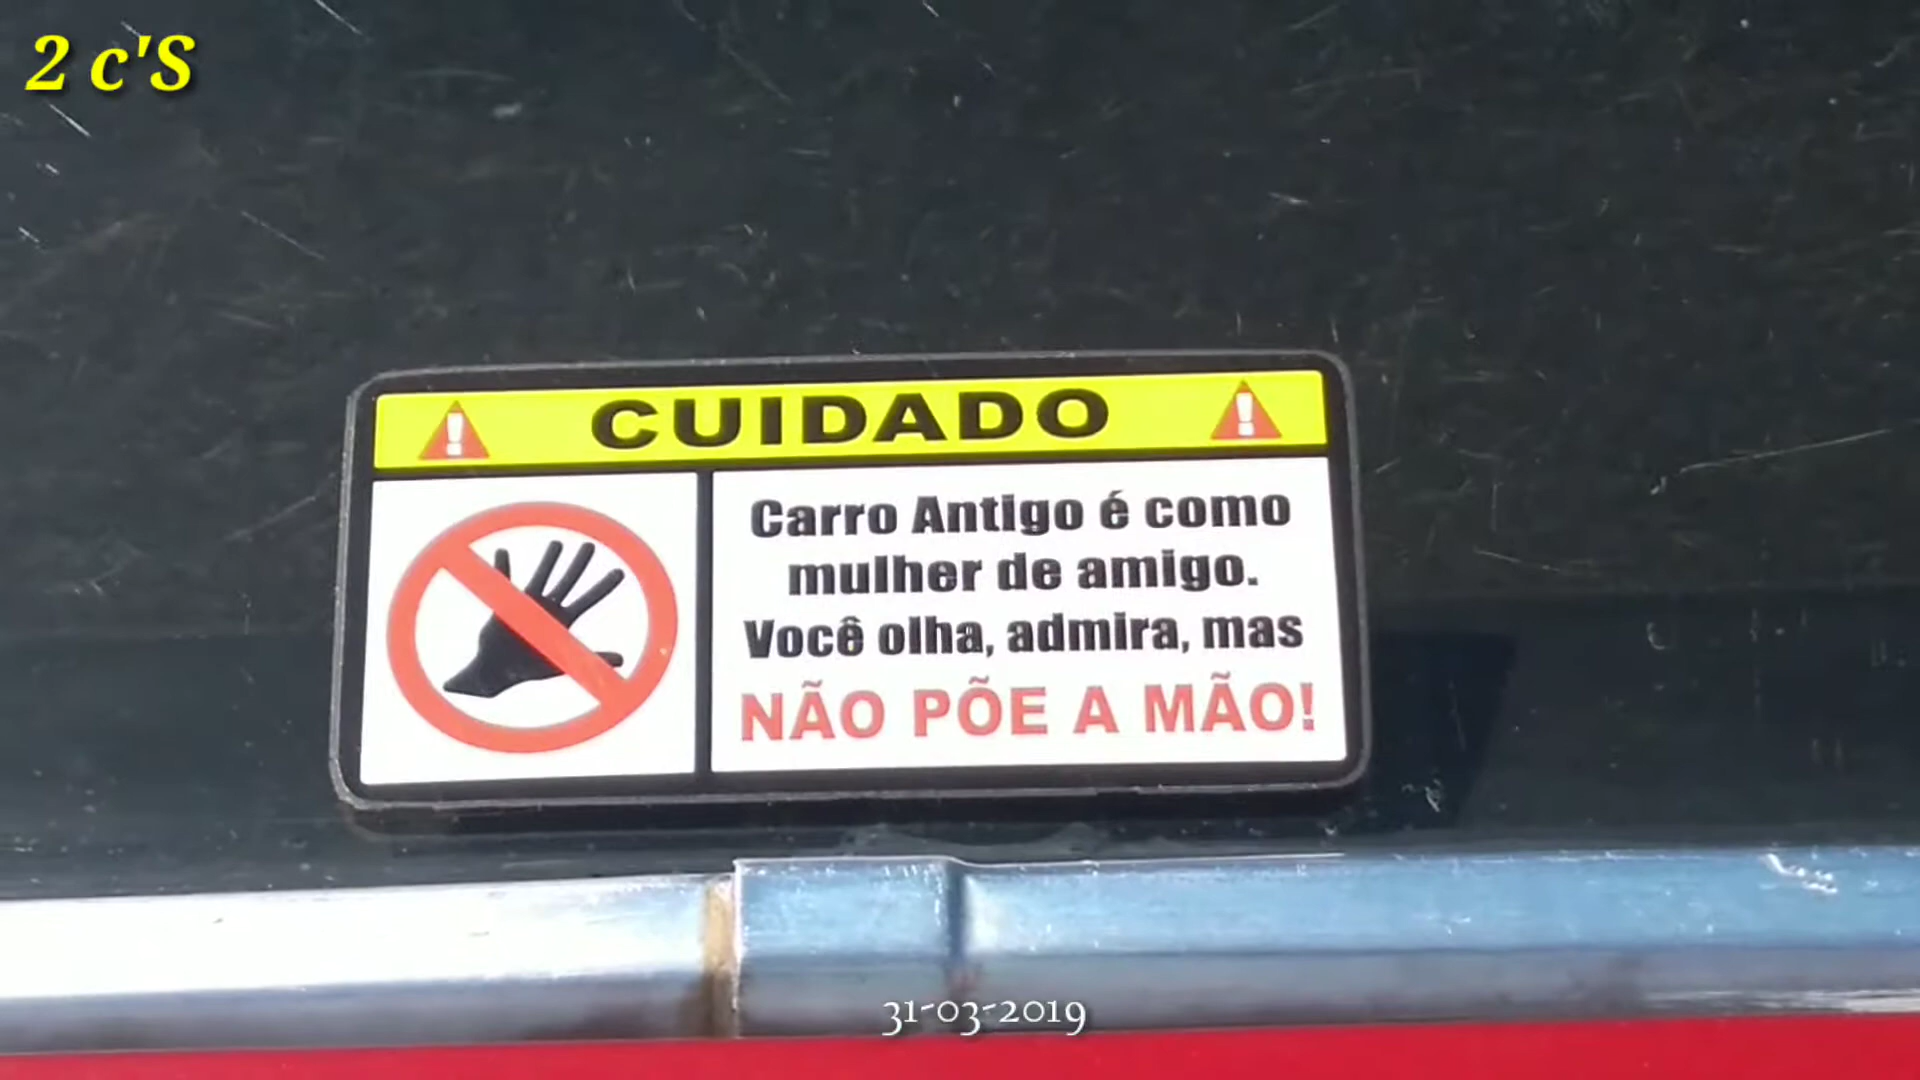 2 c'S
CUIDADO
Carro Antigo é como
mulher de amigo.
Você olha, admira, mas
NÃO PÕE A MÃO!
31-03-2019